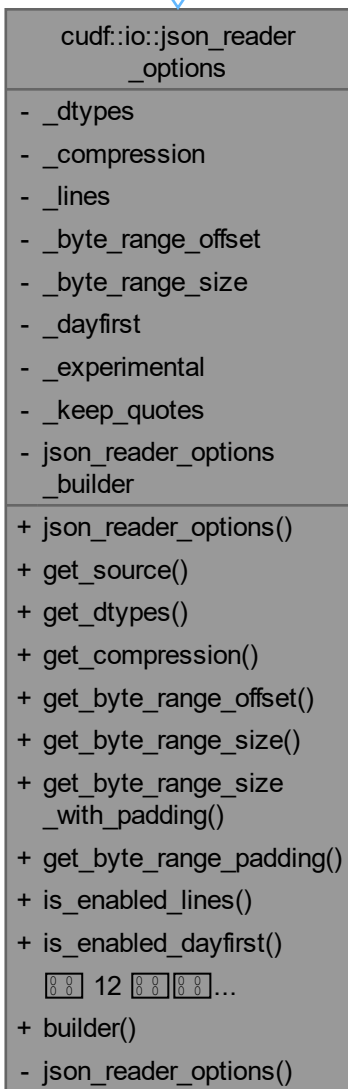 cudf::io::json_reader
_options
- _dtypes
- _compression
- _lines
- _byte_range_offset
- _byte_range_size
- _dayfirst
- _experimental
- _keep_quotes
- json_reader_options
_builder
+ json_reader_options()
+ get_source()
+ get_dtypes()
+ get_compression()
+ get_byte_range_offset()
+ get_byte_range_size()
+ get_byte_range_size
_with_padding()
+ get_byte_range_padding()
+ is_enabled_lines()
+ is_enabled_dayfirst()
12 ...
+ builder()
- json_reader_options()